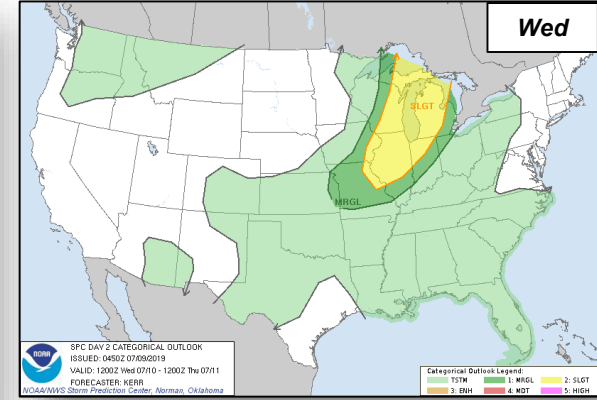 Wed
SLGT
MRGL
NOAA
SPC DAY 2 CATEGORICAL OUTLOOK
ISSUED: 0450Z 07/09/2019
VALID: 1200Z Wed 07/10 - 1200Z Thu 07/11
FORECASTER: KERR
NOAA/NWS Storm Prediction Center, Norman, Oklahoma
Categorical Outlook Legend:
TSTM 1: MRGL 2: SLGT
3: ENH 4: MDT 5: HIGH